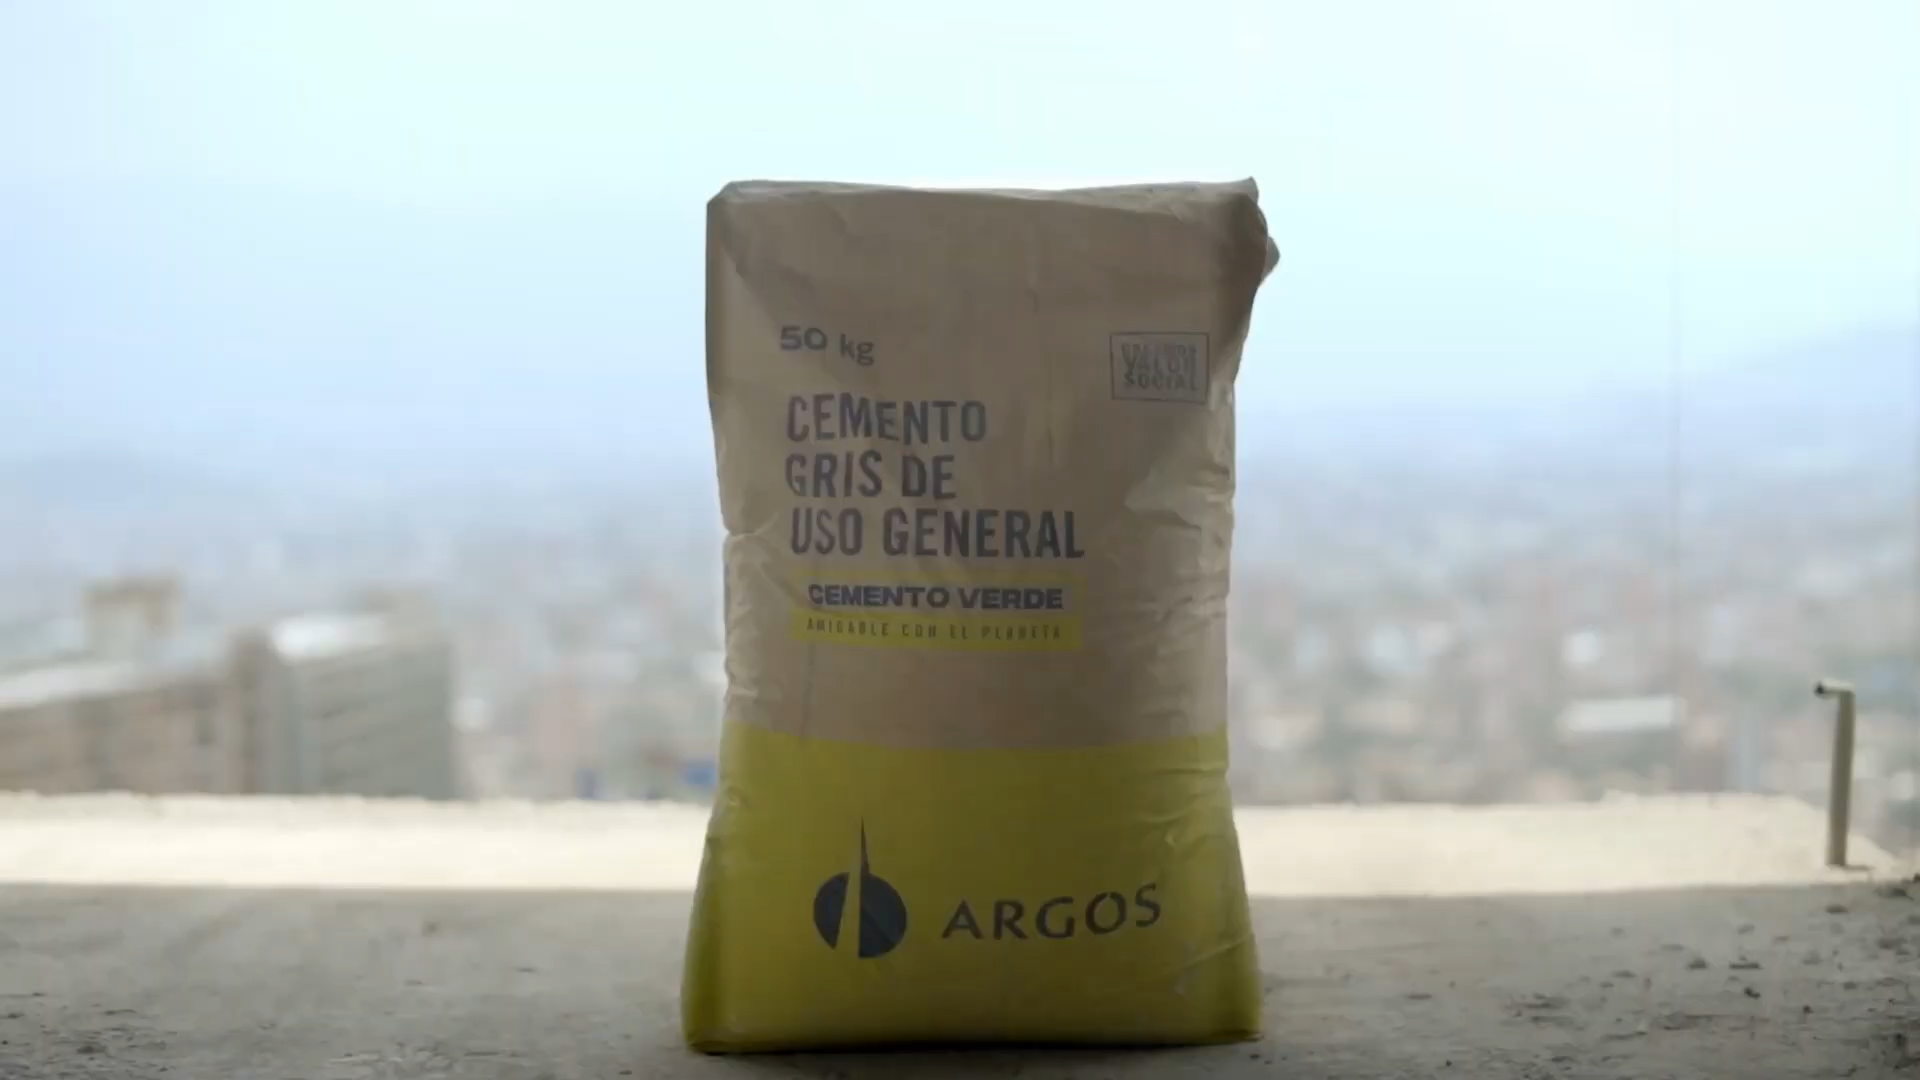 50 kg
VALOR
SOCIAL
CEMENTO
GRIS DE
USO GENERAL
CEMENTO VERDE
AMIGABLE CON EL PLANETA
ARGOS